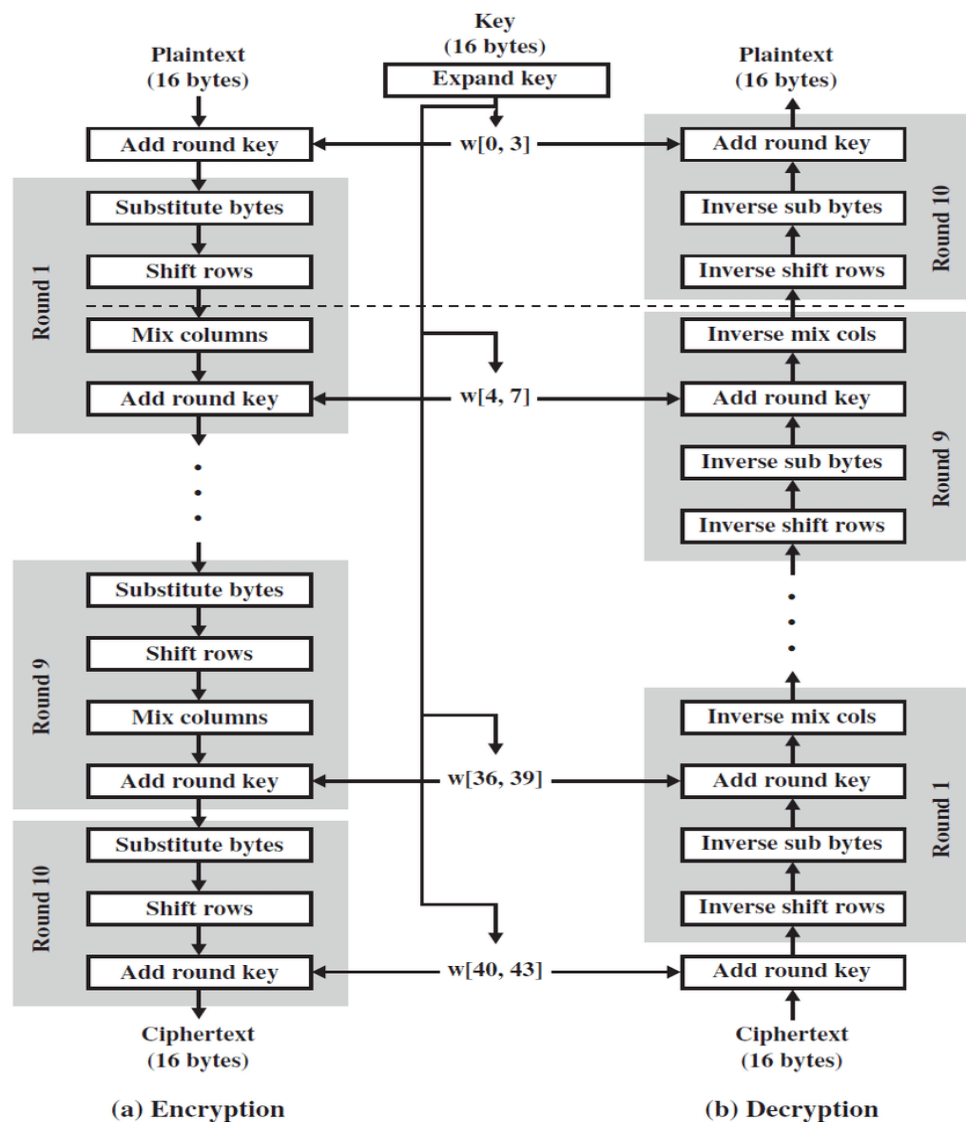 Key
(16 bytes)
Plaintext
(16 bytes)
Expand key
Plaintext
(16 bytes)
Add round key
w[0, 3]
Add round key
Round 1
Substitute bytes
Shift rows
Mix columns
Add round key
Inverse sub bytes
Inverse shift rows
Round 10
Inverse mix cols
w[4, 7]
Add round key
Inverse sub bytes
Inverse shift rows
Round 9
. . .
. . .
Round 9
Substitute bytes
Shift rows
Mix columns
Add round key
w[36, 39]
Inverse mix cols
Add round key
Inverse sub bytes
Inverse shift rows
Round 1
Round 10
Substitute bytes
Shift rows
Add round key
w[40, 43]
Add round key
Ciphertext
(16 bytes)
Ciphertext
(16 bytes)
(a) Encryption
(b) Decryption